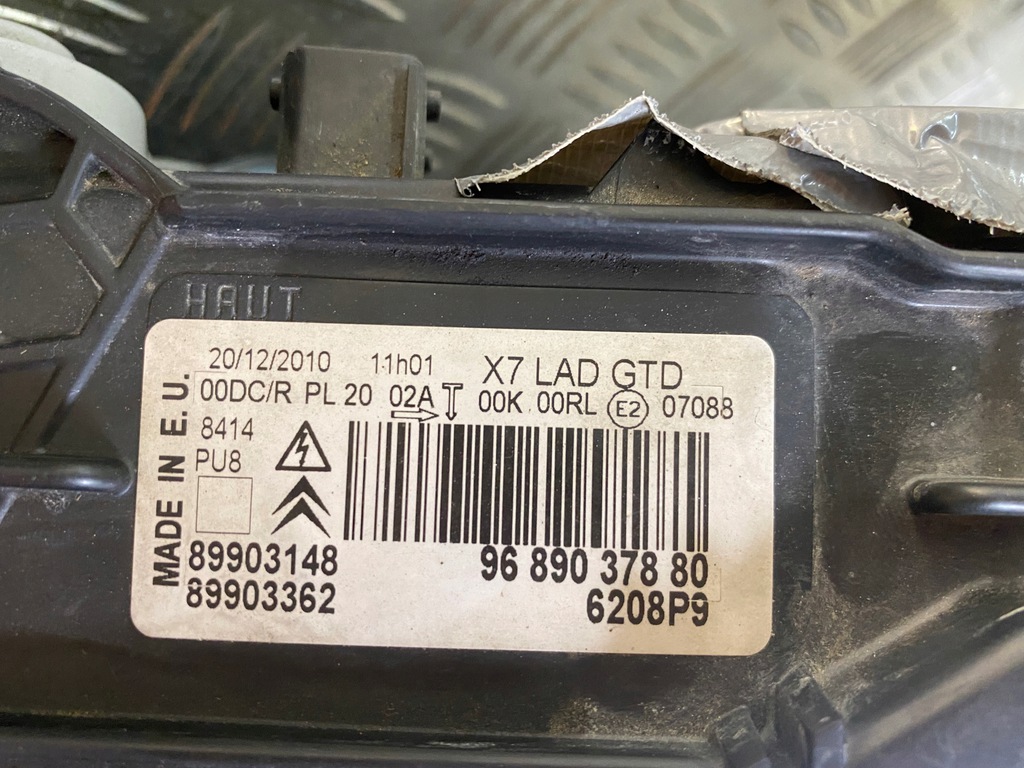 HAUT
20/12/2010 11h01 X7 LAD GTD
00DC/R PL 20 02A 00K 00RL E2 07088
8414
PU8
MADE IN E.U.
89903148 96 890 378 80
89903362 6208P9